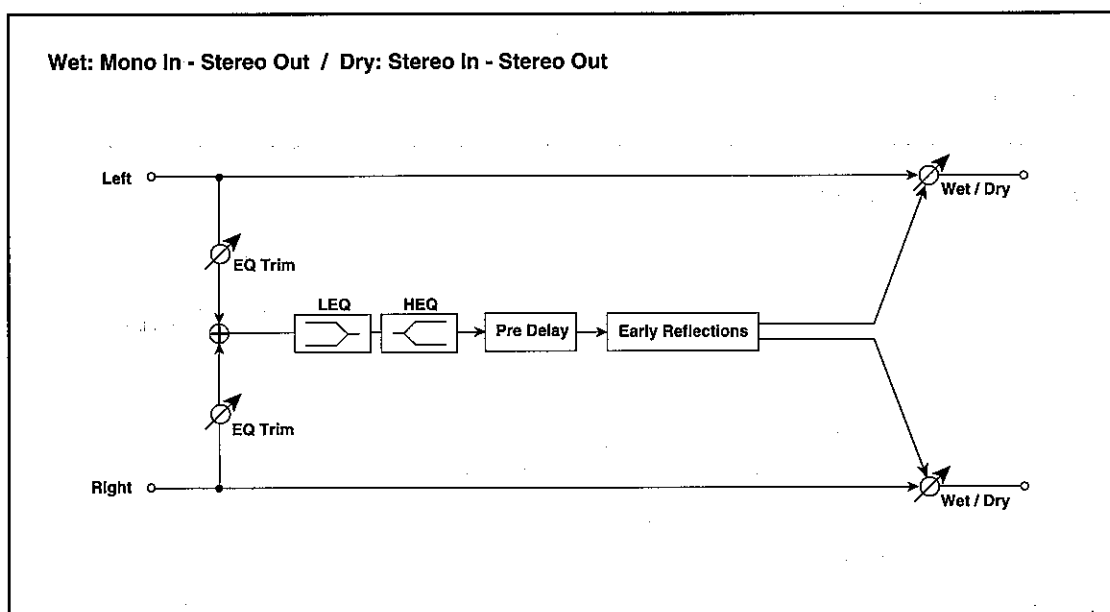 Wet: Mono In - Stereo Out / Dry: Stereo In - Stereo Out
Left
Wet / Dry
EQ Trim
LEQ
HEQ
Pre Delay
Early Reflections
EQ Trim
Right
Wet / Dry